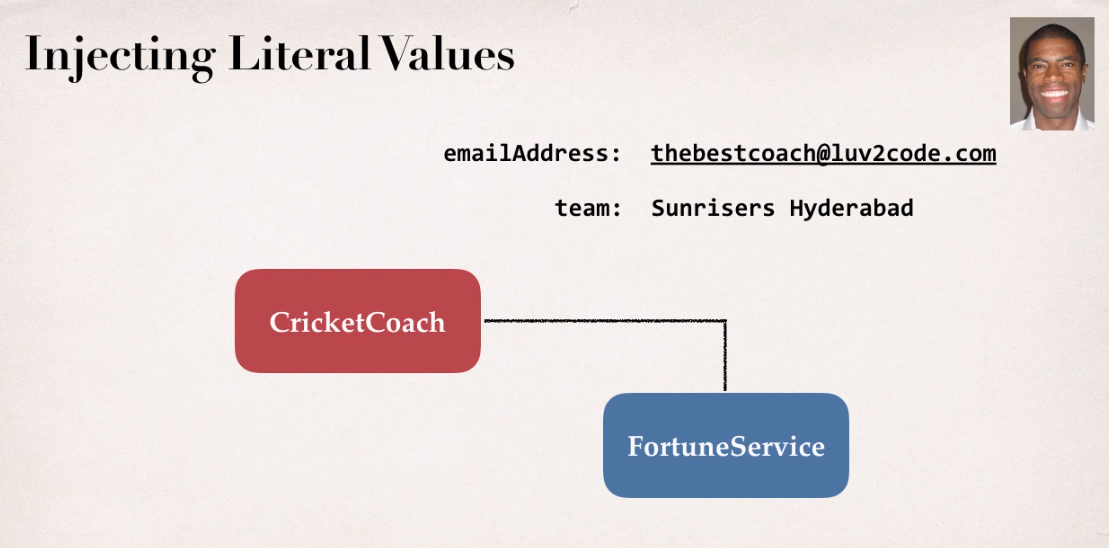 Injecting Literal Values
emailAddress: thebestcoach@luv2code.com
team: Sunrisers Hyderabad
CricketCoach
FortuneService